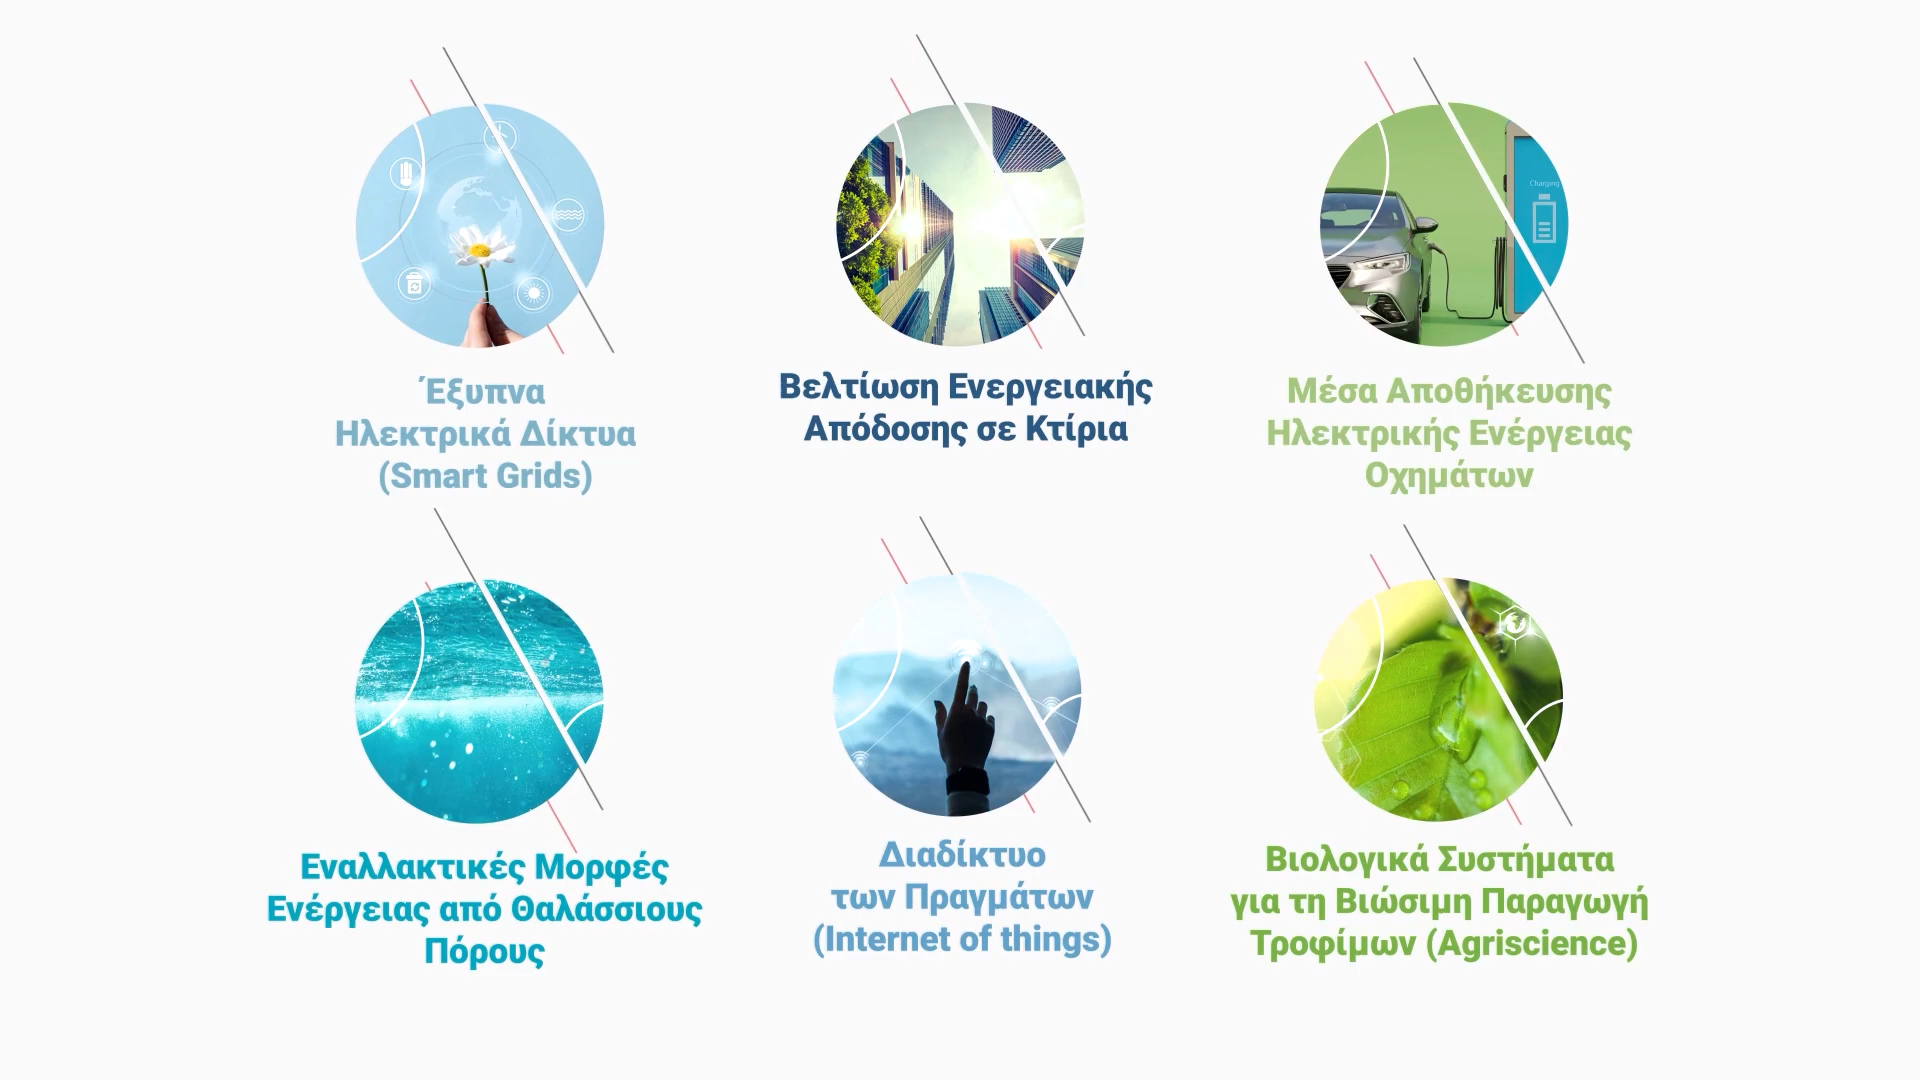 Έξυπνα
Ηλεκτρικά Δίκτυα
(Smart Grids)
Βελτίωση Ενεργειακής
Απόδοσης σε Κτίρια
Charging
Μέσα Αποθήκευσης
Ηλεκτρικής Ενέργειας
Οχημάτων
Εναλλακτικές Μορφές
Ενέργειας από Θαλάσσιους
Πόρους
Διαδίκτυο
των Πραγμάτων
(Internet of things)
Βιολογικά Συστήματα
για τη Βιώσιμη Παραγωγή
Τροφίμων (Agriscience)